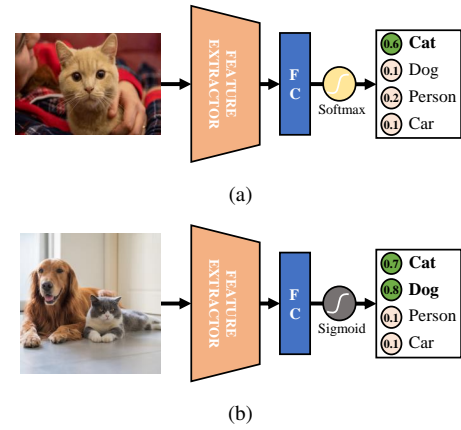 FEATURE
EXTRACTOR
F
C
Softmax
0.6 Cat
0.1 Dog
0.2 Person
0.1 Car
(a)
FEATURE
EXTRACTOR
F
C
Sigmoid
0.7 Cat
0.8 Dog
0.1 Person
0.1 Car
(b)